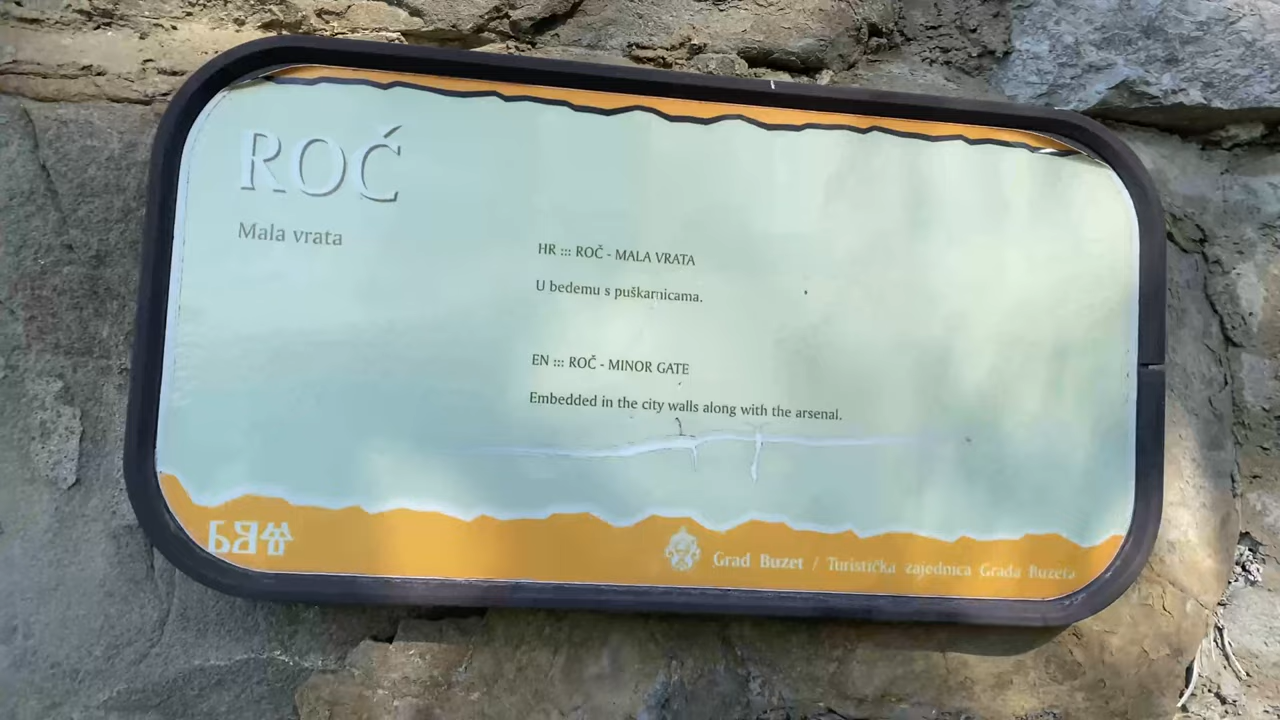 ROĆ
Mala vrata
HR ::: ROČ - MALA VRATA
U bedemu s puškarnicama.
EN ::: ROČ - MINOR GATE
Embedded in the city walls along with the arsenal.
Grad Buzet / Turistička zajednica Grada Buzeta